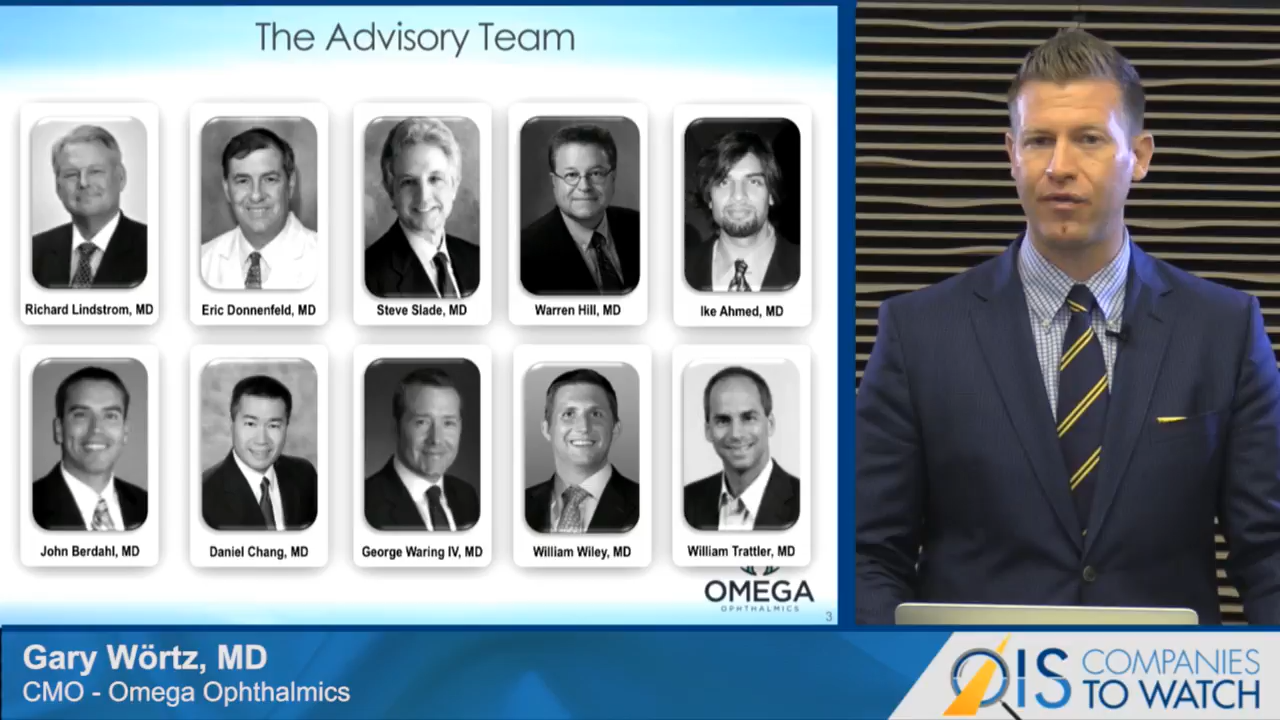 The Advisory Team
Richard Lindstrom, MD
Eric Donnenfeld, MD
Steve Slade, MD
Warren Hill, MD
Ike Ahmed, MD
John Berdahl, MD
Daniel Chang, MD
George Waring IV, MD
William Wiley, MD
William Trattler, MD
OMEGA
OPHTHALMICS
3
Gary Wörtz, MD
CMO - Omega Ophthalmics
OIS COMPANIES
TO WATCH